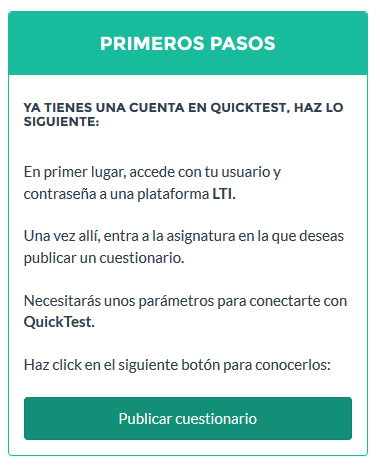 PRIMEROS PASOS
YA TIENES UNA CUENTA EN QUICKTEST, HAZ LO
SIGUIENTE:
En primer lugar, accede con tu usuario y
contraseña a una plataforma LTI.
Una vez allí, entra a la asignatura en la que deseas
publicar un cuestionario.
Necesitarás unos parámetros para conectarte con
QuickTest.
Haz click en el siguiente botón para conocerlos:
Publicar cuestionario